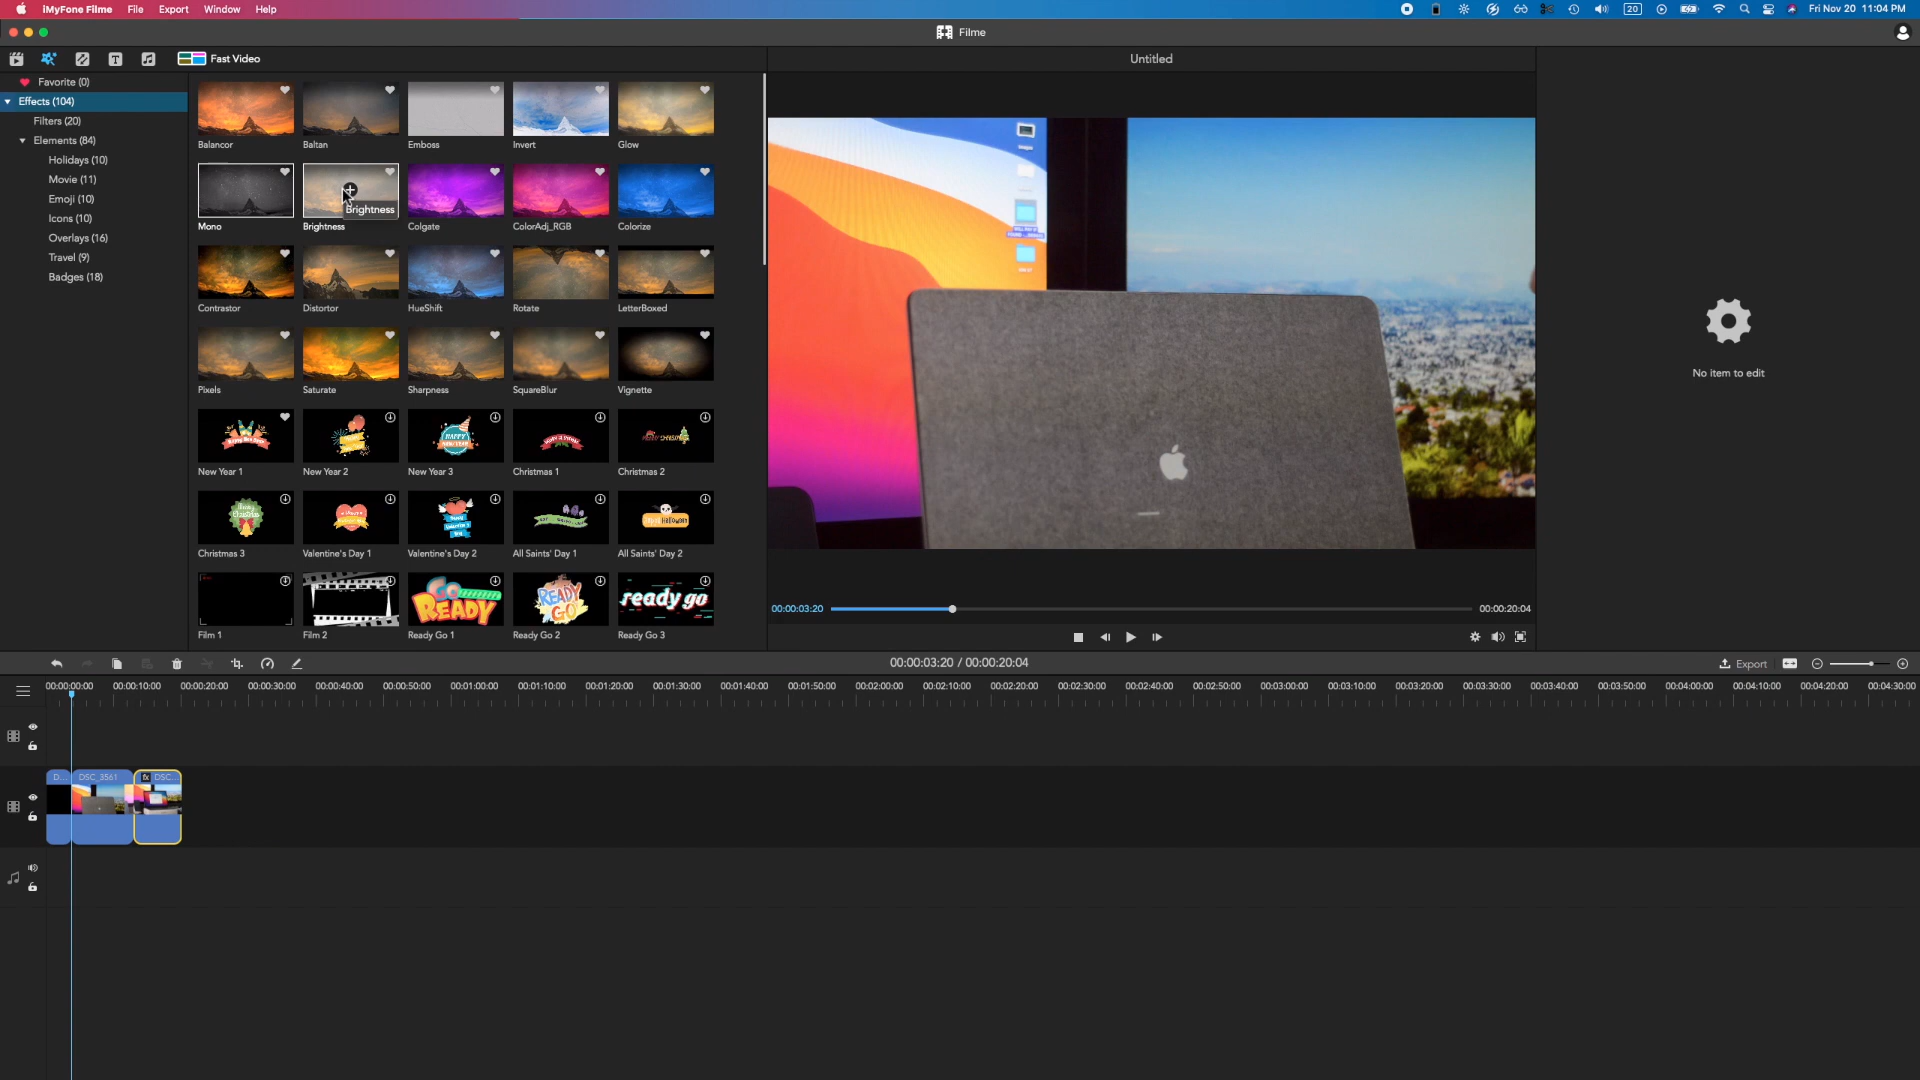 iMyFone Filme File Export Window Help
20 Fri Nov 20 11:04 PM
Filme
Fast Video
Untitled
Favorite (0)
Effects (104)
Filters (20)
Elements (84)
Holidays (10)
Movie (11)
Emoji (10)
Icons (10)
Overlays (16)
Travel (9)
Badges (18)
Balancor Baltan Emboss Invert Glow
Brightness
Mono Brightness Colgate ColorAdj_RGB Colorize
Contrastor Distortor HueShift Rotate LetterBoxed
Pixels Saturate Sharpness SquareBlur Vignette
New Year 1 New Year 2 New Year 3 Christmas 1 Christmas 2
Christmas 3 Valentine's Day 1 Valentine's Day 2 All Saints' Day 1 All Saints' Day 2
GO READY
READY GO
ready go
Film 1 Film 2 Ready Go 1 Ready Go 2 Ready Go 3
No item to edit
00:00:03:20 00:00:20:04
00:00:03:20 / 00:00:20:04
Export
00:00:00:00 00:00:10:00 00:00:20:00 00:00:30:00 00:00:40:00 00:00:50:00 00:01:00:00 00:01:10:00 00:01:20:00 00:01:30:00 00:01:40:00 00:01:50:00 00:02:00:00 00:02:10:00 00:02:20:00 00:02:30:00 00:02:40:00 00:02:50:00 00:03:00:00 00:03:10:00 00:03:20:00 00:03:30:00 00:03:40:00 00:03:50:00 00:04:00:00 00:04:10:00 00:04:20:00 00:04:30:00
D... DSC_3561 fx DSC...